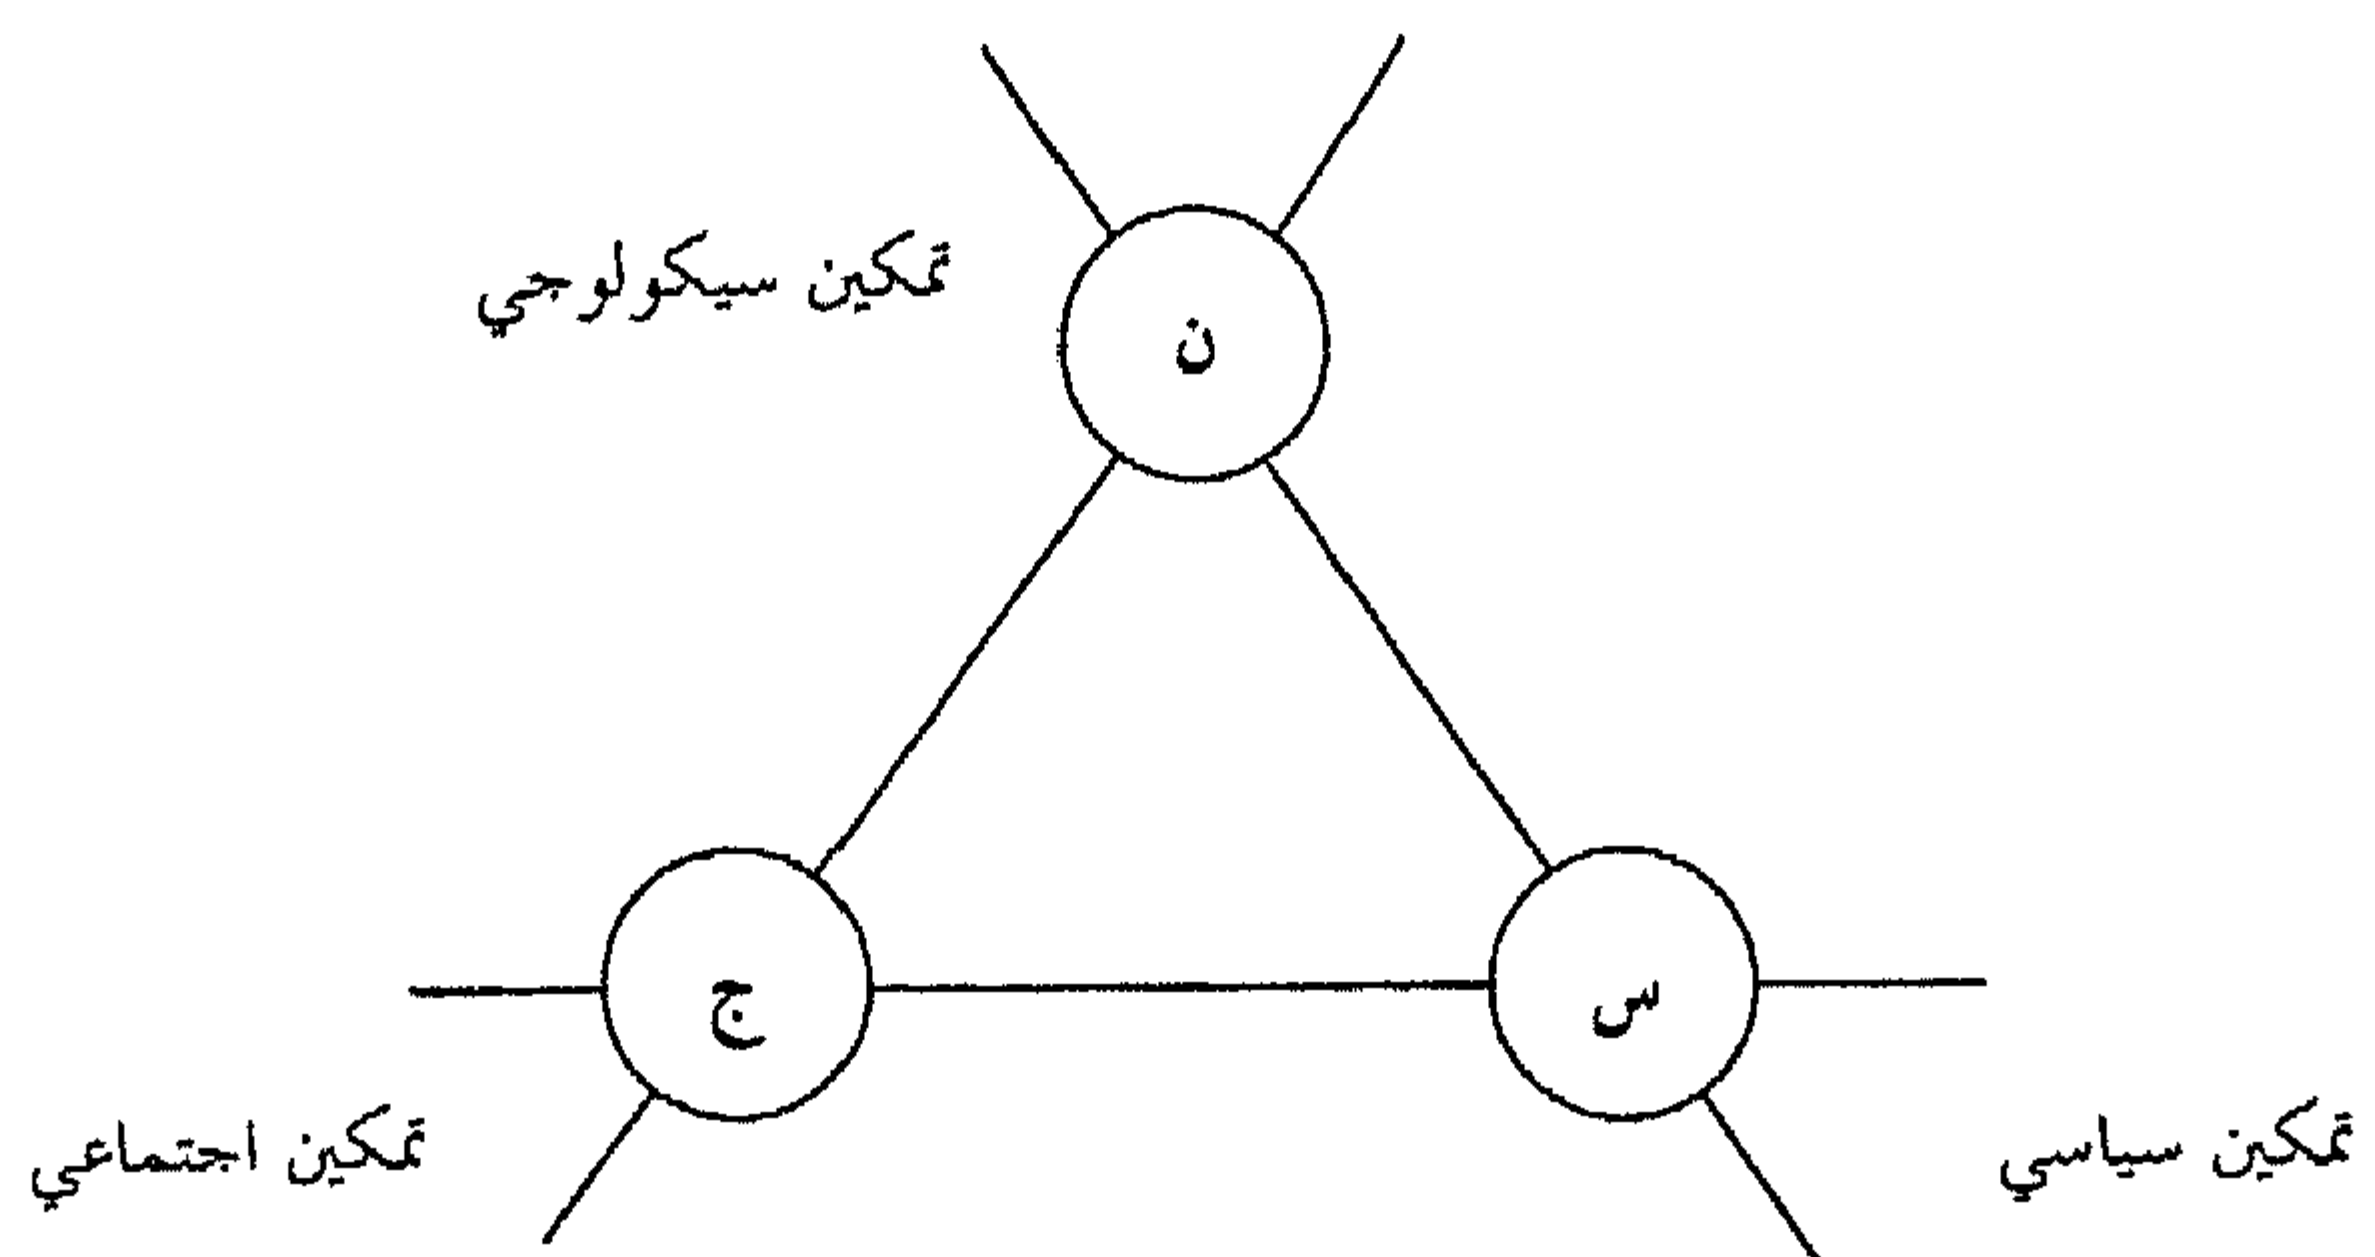 تمكين سيكولوجي
ن
س
ج
تمكين سياسي
تمكين اجتماعي